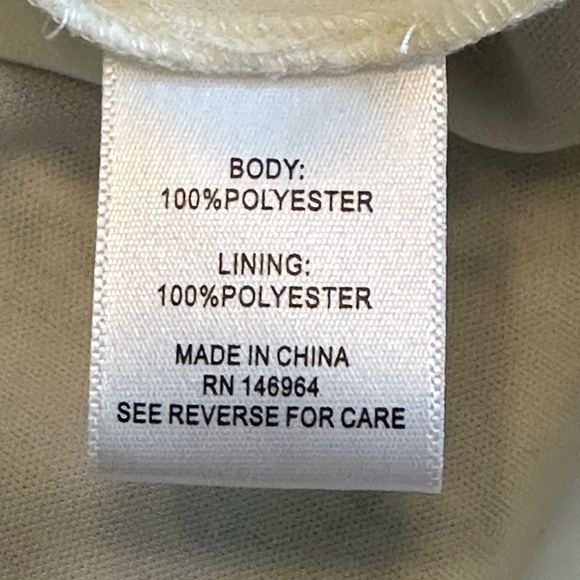 BODY:
100%POLYESTER
LINING:
100%POLYESTER
MADE IN CHINA
RN 146964
SEE REVERSE FOR CARE